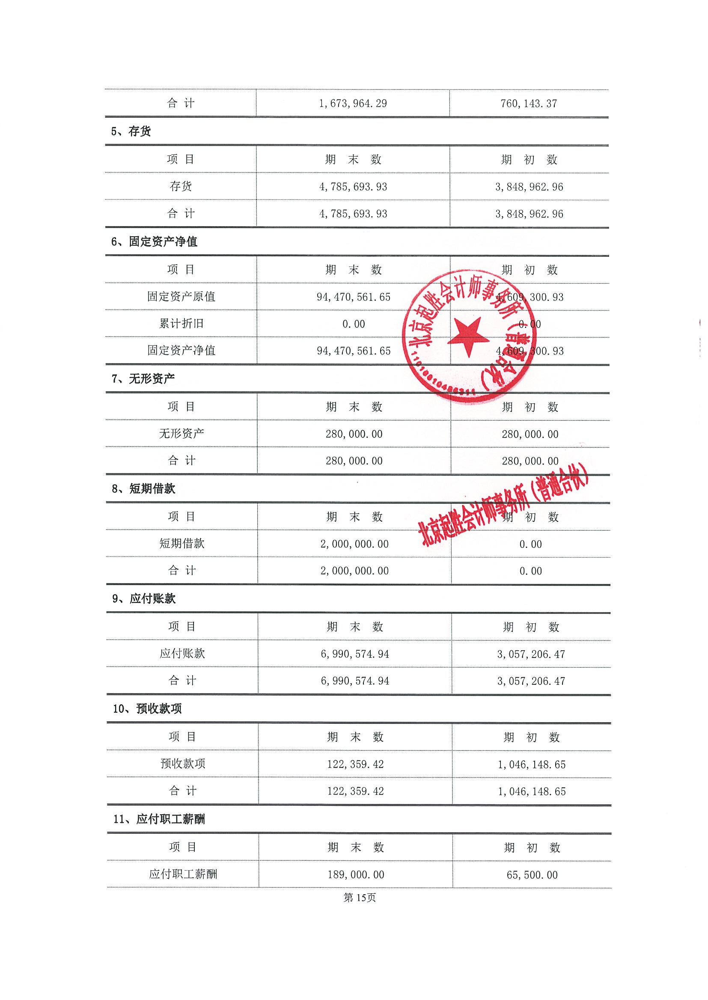 合 计 1,673,964.29 760,143.37
5、存货
项 目 期 末 数 期 初 数
存货 4,785,693.93 3,848,962.96
合 计 4,785,693.93 3,848,962.96
6、固定资产净值
项 目 期 末 数 期 初 数
固定资产原值 94,470,561.65 4,609,300.93
累计折旧 0.00 0.00
固定资产净值 94,470,561.65 4,609,300.93
北京起胜会计师事务所（普通合伙）
7、无形资产
项 目 期 末 数 期 初 数
无形资产 280,000.00 280,000.00
合 计 280,000.00 280,000.00
8、短期借款
北京起胜会计师事务所（普通合伙）
项 目 期 末 数 期 初 数
短期借款 2,000,000.00 0.00
合 计 2,000,000.00 0.00
9、应付账款
项 目 期 末 数 期 初 数
应付账款 6,990,574.94 3,057,206.47
合 计 6,990,574.94 3,057,206.47
10、预收款项
项 目 期 末 数 期 初 数
预收款项 122,359.42 1,046,148.65
合 计 122,359.42 1,046,148.65
11、应付职工薪酬
项 目 期 末 数 期 初 数
应付职工薪酬 189,000.00 65,500.00
第 15页